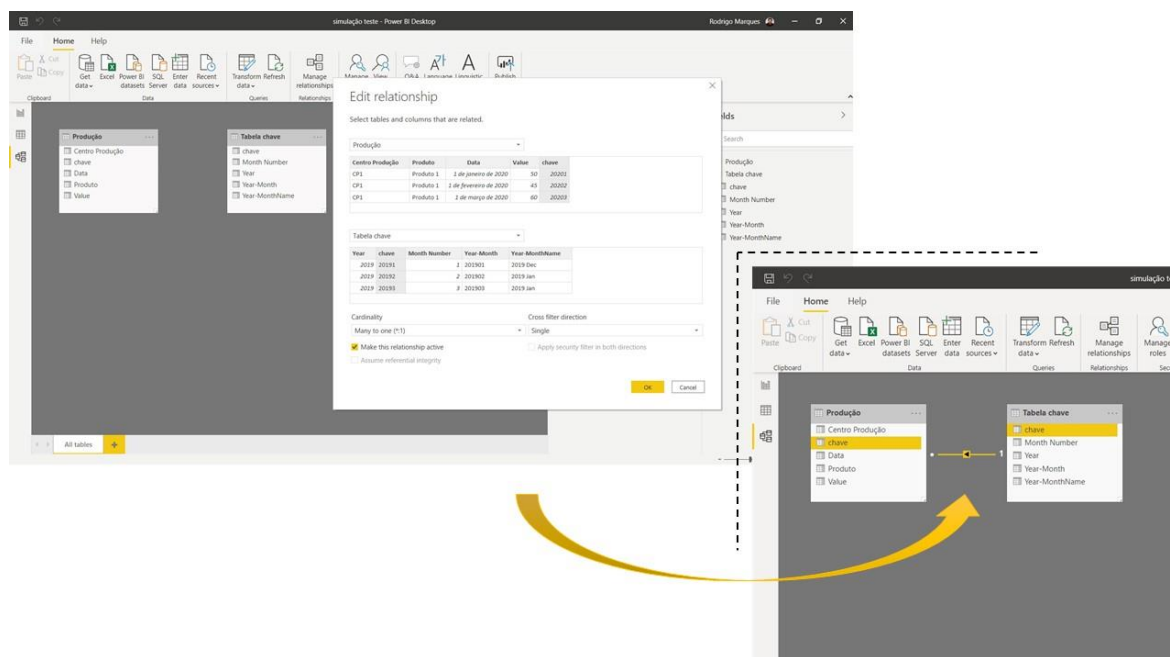 simulação teste - Power BI Desktop
Rodrigo Marques
File Home Help
Paste
Cut
Copy
Get data
Excel
Power BI datasets
SQL Server
Enter data
Recent sources
Transform data
Refresh
Manage relationships
Manage
View
Q&A
Language
Linguistic
Publish
Clipboard
Data
Queries
Relationships
Produção ...
Centro Produção
chave
Data
Produto
Value
Tabela chave ...
chave
Month Number
Year
Year-Month
Year-MonthName
All tables
+
Edit relationship
Select tables and columns that are related.
Produção
Centro Produção Produto Data Value chave
CP1 Produto 1 1 de janeiro de 2020 50 20201
CP1 Produto 1 1 de fevereiro de 2020 45 20202
CP1 Produto 1 1 de março de 2020 60 20203
Tabela chave
Year chave Month Number Year-Month Year-MonthName
2019 20191 1 201901 2019 Dec
2019 20192 2 201902 2019 Jan
2019 20193 3 201903 2019 Jan
Cardinality
Cross filter direction
Many to one (*:1)
Single
Make this relationship active
Apply security filter in both directions
Assume referential integrity
OK
Cancel
elds
Search
Produção
Tabela chave
chave
Month Number
Year
Year-Month
Year-MonthName
simulação t
File Home Help
Paste
Cut
Copy
Get data
Excel
Power BI datasets
SQL Server
Enter data
Recent sources
Transform data
Refresh
Manage relationships
Manage roles
Clipboard
Data
Queries
Relationships
Sec
Produção ...
Centro Produção
chave
Data
Produto
Value
1
Tabela chave ...
chave
Month Number
Year
Year-Month
Year-MonthName